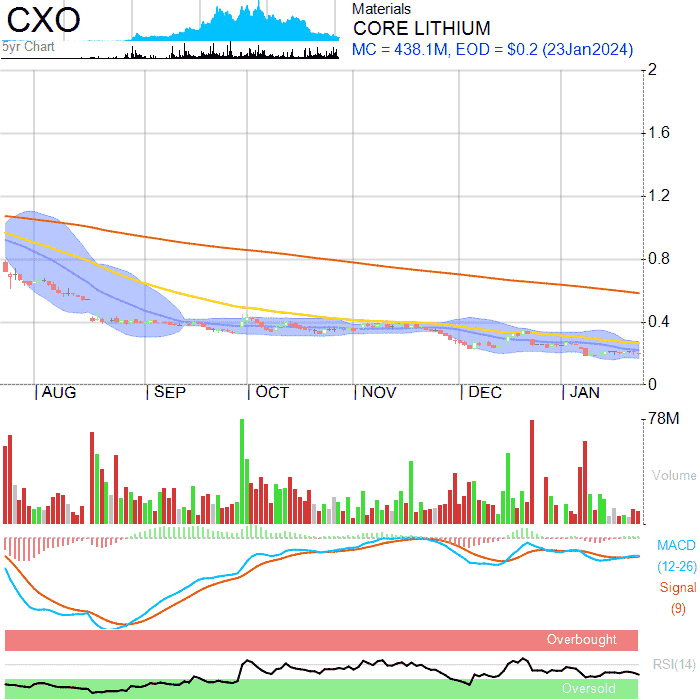 CXO
5yr Chart
Materials
CORE LITHIUM
MC = 438.1M, EOD = $0.2 (23Jan2024)
2
1.6
1.2
0.8
0.4
0
AUG SEP OCT NOV DEC JAN
78M
Volume
MACD
(12-26)
Signal
(9)
Overbought
RSI(14)
Oversold